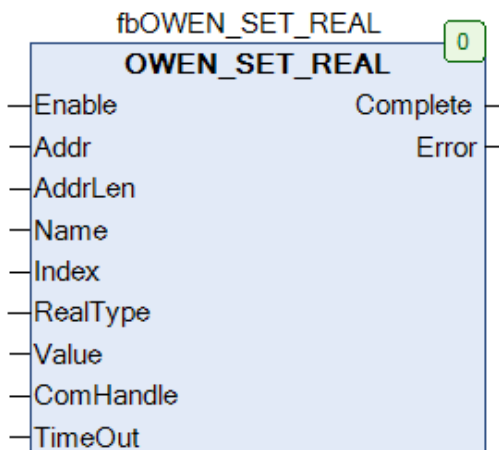 fbOWEN_SET_REAL
0
OWEN_SET_REAL
Enable Complete
Addr Error
AddrLen
Name
Index
RealType
Value
ComHandle
TimeOut